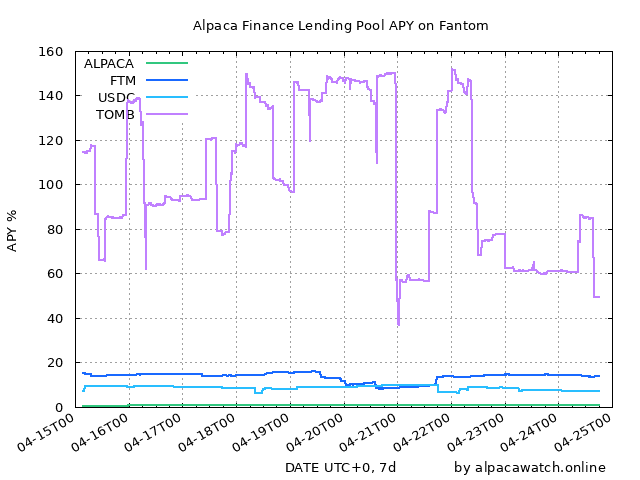 Alpaca Finance Lending Pool APY on Fantom
160
140
120
100
80
60
40
20
0
APY %
ALPACA
FTM
USDC
TOMB
04-15T00
04-16T00
04-17T00
04-18T00
04-19T00
04-20T00
04-21T00
04-22T00
04-23T00
04-24T00
04-25T00
DATE UTC+0, 7d
by alpacawatch.online